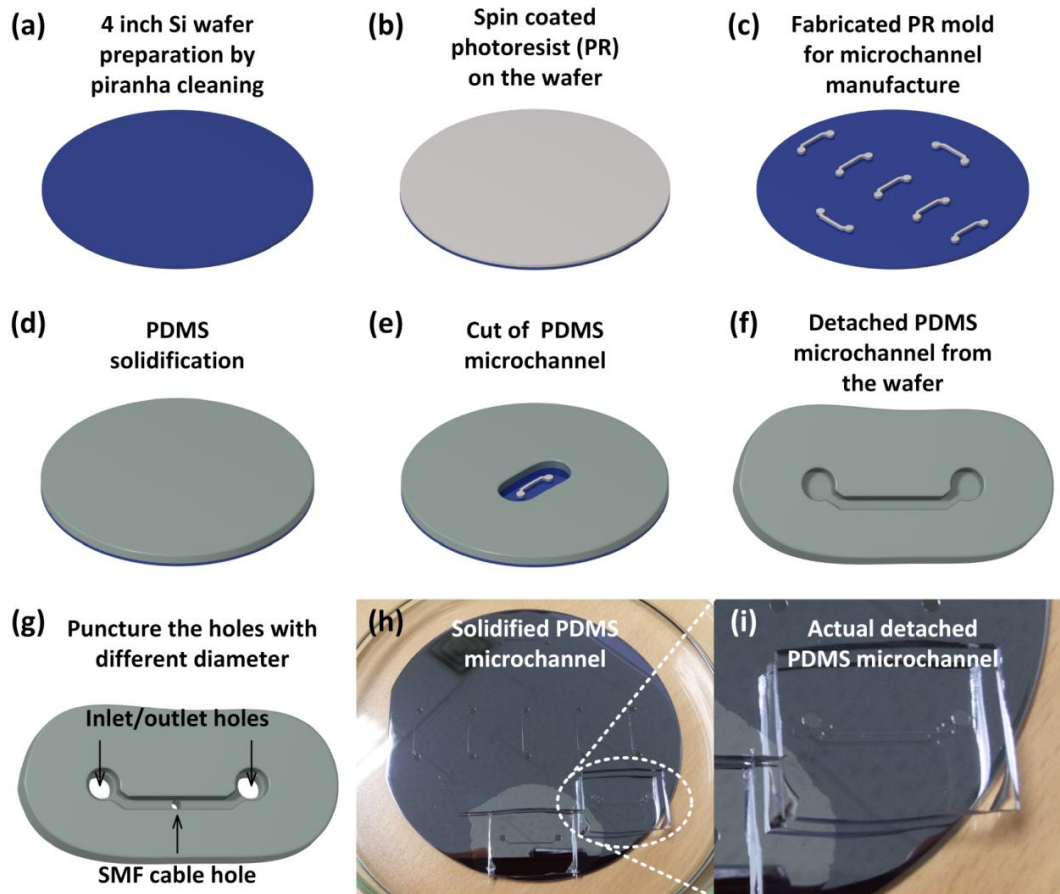 (a)
4 inch Si wafer
preparation by
piranha cleaning
(b)
Spin coated
photoresist (PR)
on the wafer
(c)
Fabricated PR mold
for microchannel
manufacture
(d)
PDMS
solidification
(e)
Cut of PDMS
microchannel
(f)
Detached PDMS
microchannel from
the wafer
(g)
Puncture the holes with
different diameter
Inlet/outlet holes
SMF cable hole
(h)
Solidified PDMS
microchannel
(i)
Actual detached
PDMS microchannel